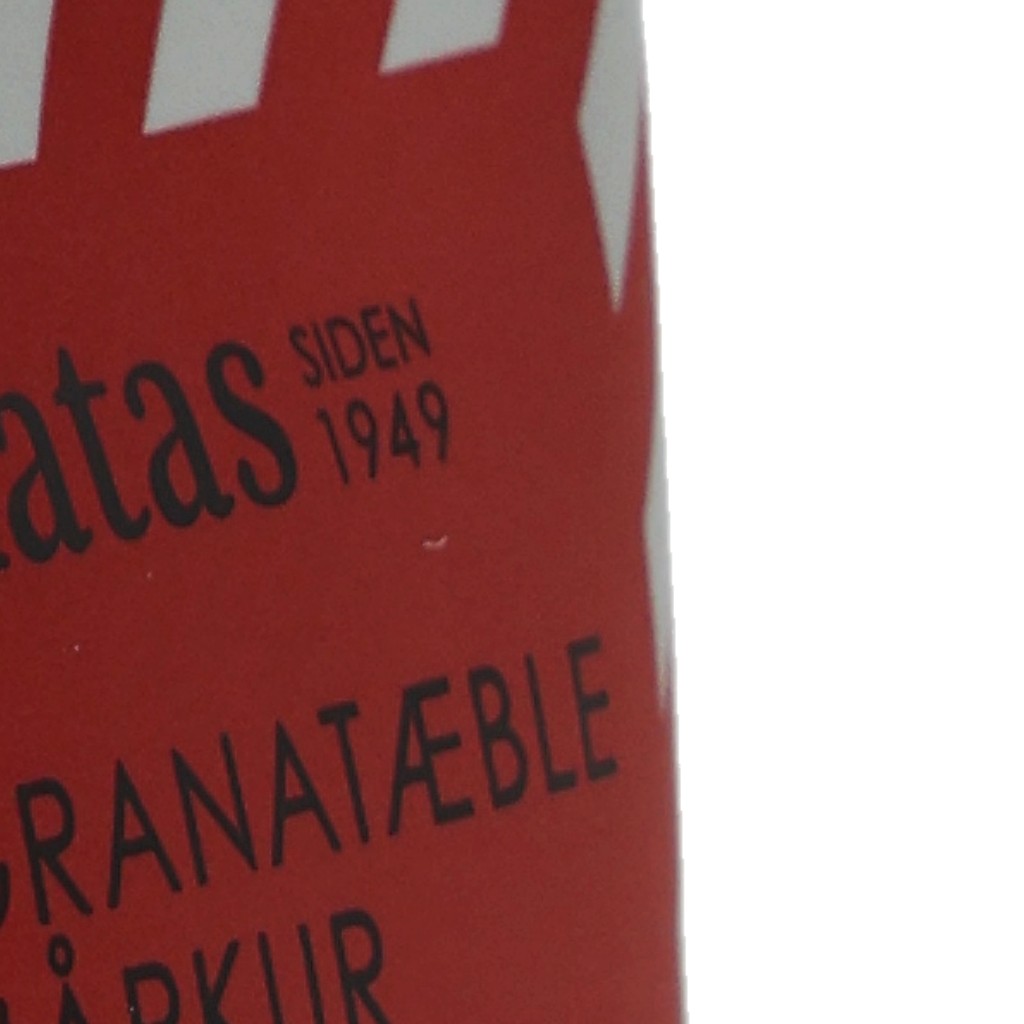 atas SIDEN
1949
GRANATÆBLE
HÅRKUR